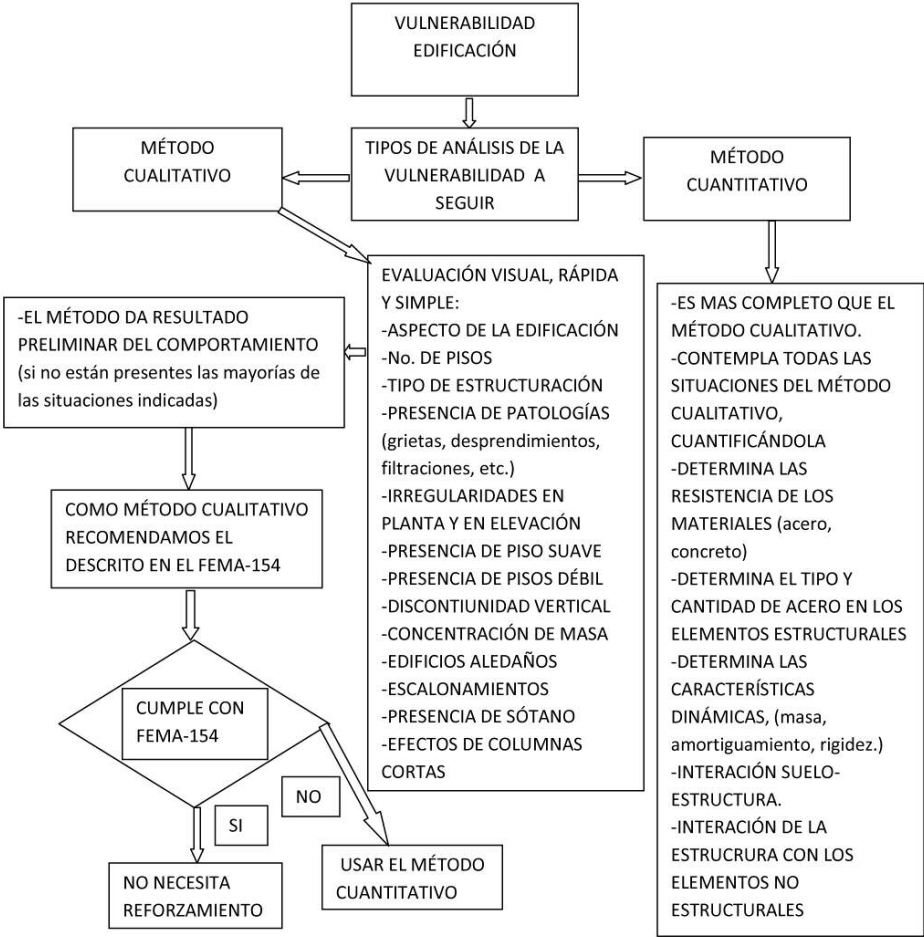 VULNERABILIDAD
EDIFICACIÓN
TIPOS DE ANÁLISIS DE LA
VULNERABILIDAD A
SEGUIR
MÉTODO
CUALITATIVO
MÉTODO
CUANTITATIVO
EVALUACIÓN VISUAL, RÁPIDA
Y SIMPLE:
-ASPECTO DE LA EDIFICACIÓN
-No. DE PISOS
-TIPO DE ESTRUCTURACIÓN
-PRESENCIA DE PATOLOGÍAS
(grietas, desprendimientos,
filtraciones, etc.)
-IRREGULARIDADES EN
PLANTA Y EN ELEVACIÓN
-PRESENCIA DE PISO SUAVE
-PRESENCIA DE PISOS DÉBIL
-DISCONTIUNIDAD VERTICAL
-CONCENTRACIÓN DE MASA
-EDIFICIOS ALEDAÑOS
-ESCALONAMIENTOS
-PRESENCIA DE SÓTANO
-EFECTOS DE COLUMNAS
CORTAS
-EL MÉTODO DA RESULTADO
PRELIMINAR DEL COMPORTAMIENTO
(si no están presentes las mayorías de
las situaciones indicadas)
COMO MÉTODO CUALITATIVO
RECOMENDAMOS EL
DESCRITO EN EL FEMA-154
CUMPLE CON
FEMA-154
SI
NO
NO NECESITA
REFORZAMIENTO
USAR EL MÉTODO
CUANTITATIVO
-ES MAS COMPLETO QUE EL
MÉTODO CUALITATIVO.
-CONTEMPLA TODAS LAS
SITUACIONES DEL MÉTODO
CUALITATIVO,
CUANTIFICÁNDOLA
-DETERMINA LAS
RESISTENCIA DE LOS
MATERIALES (acero,
concreto)
-DETERMINA EL TIPO Y
CANTIDAD DE ACERO EN LOS
ELEMENTOS ESTRUCTURALES
-DETERMINA LAS
CARACTERÍSTICAS
DINÁMICAS, (masa,
amortiguamiento, rigidez.)
-INTERACIÓN SUELO-
ESTRUCTURA.
-INTERACIÓN DE LA
ESTRUCRURA CON LOS
ELEMENTOS NO
ESTRUCTURALES